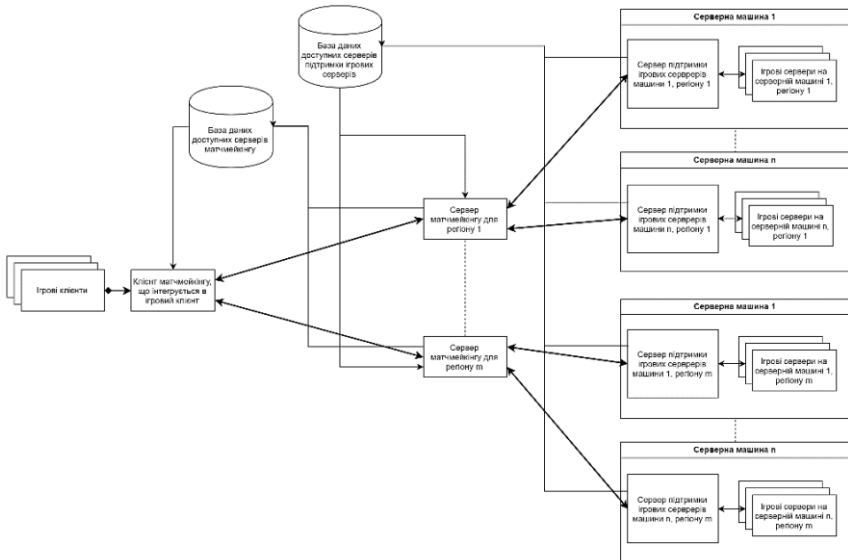 База даних
доступних серверів
підтримки ігрових
серверів
База даних
доступних серверів
матчмейкінгу
Ігрові клієнти
Клієнт матчмейкінгу,
що інтегрується в
ігровий клієнт
Сервер
матчмейкінгу для
регіону 1
Сервер
матчмейкінгу для
регіону m
Серверна машина 1
Сервер підтримки
ігрових сервререів
машини 1, регіону 1
Ігрові сервери на
серверній машині 1,
регіону 1
Серверна машина n
Сервер підтримки
ігрових сервререів
машини n, регіону 1
Ігрові сервери на
серверній машині n,
регіону 1
Серверна машина 1
Сервер підтримки
ігрових сервререів
машини 1, регіону m
Ігрові сервери на
серверній машині 1,
регіону m
Серверна машина n
Сервер підтримки
ігрових сервререів
машини n, регіону m
Ігрові сервери на
серверній машині n,
регіону m